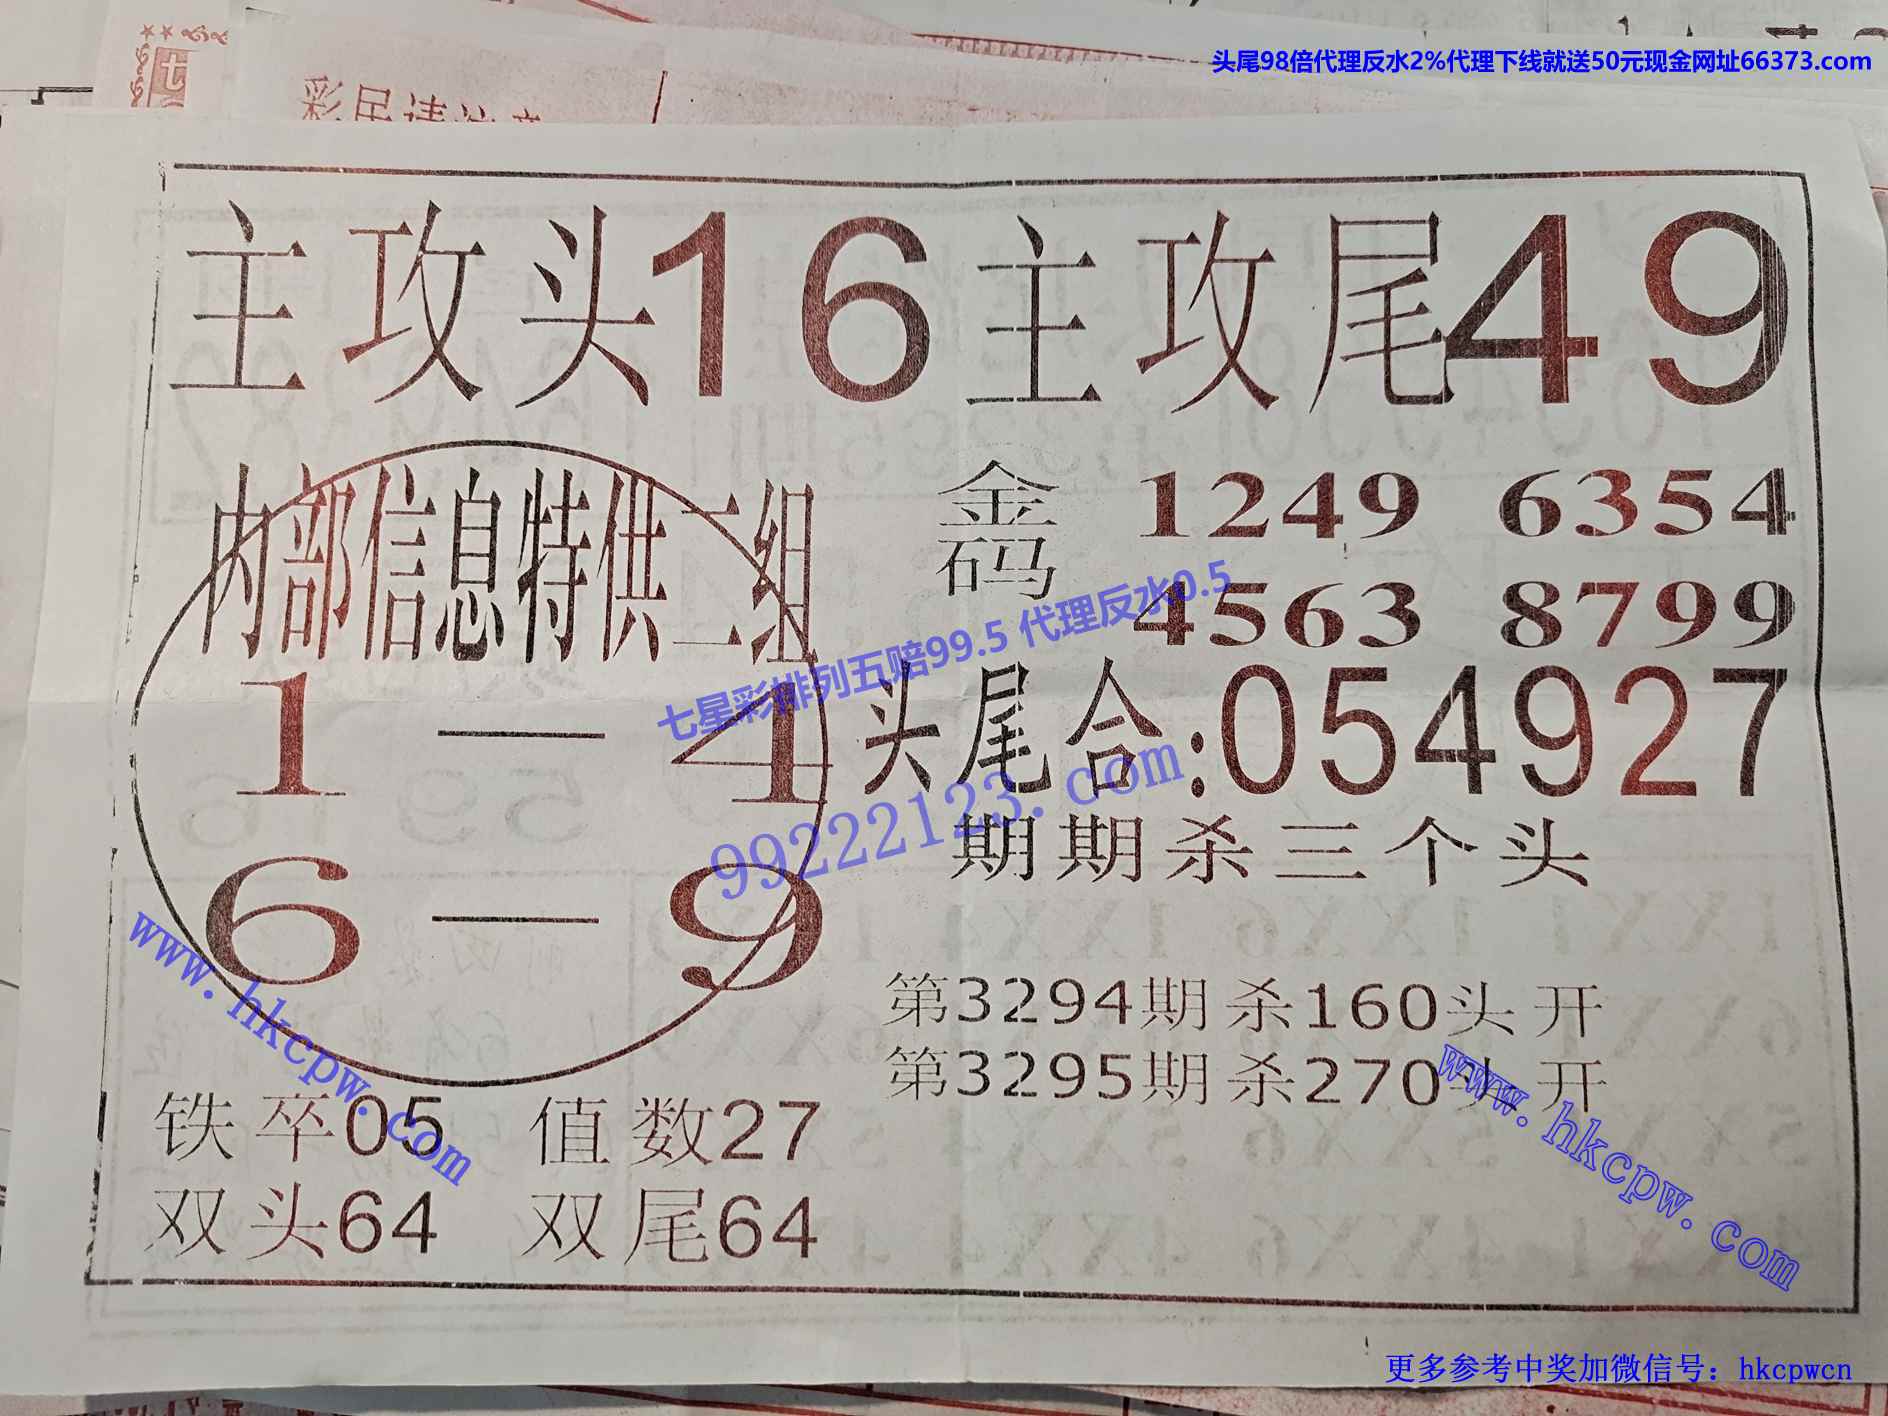 头尾98倍代理反水2%代理下线就送50元现金网址66373.com
七
彩民请注意
主攻头16 主攻尾49
内部信息特供二组
1—4
6—9
金码 1249 6354
4563 8799
七星彩排列五赔99.5 代理反水0.5
头尾合:054927
99222123.com
期期杀三个头
第3294期杀160头开
第3295期杀270头开
www.hkcpw.com
www.hkcpw.com
铁卒05 值数27
双头64 双尾64
更多参考中奖加微信号：hkcpwcn